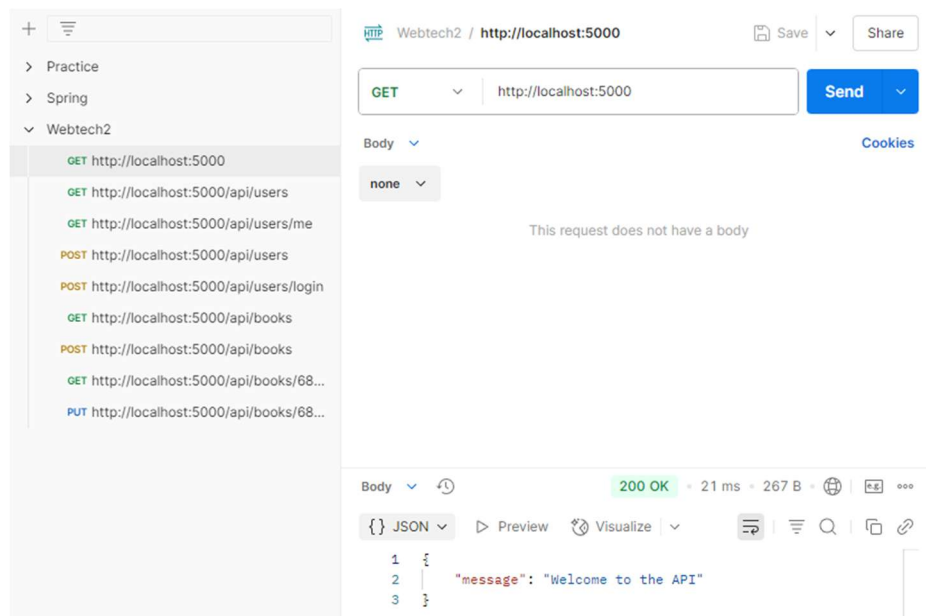 Practice
Spring
Webtech2
GET http://localhost:5000
GET http://localhost:5000/api/users
GET http://localhost:5000/api/users/me
POST http://localhost:5000/api/users
POST http://localhost:5000/api/users/login
GET http://localhost:5000/api/books
POST http://localhost:5000/api/books
GET http://localhost:5000/api/books/68...
PUT http://localhost:5000/api/books/68...
HTTP Webtech2 / http://localhost:5000 Save Share
GET http://localhost:5000 Send
Body Cookies
none
This request does not have a body
Body 200 OK 21 ms 267 B e.g.
{} JSON Preview Visualize
1 {
2 "message": "Welcome to the API"
3 }